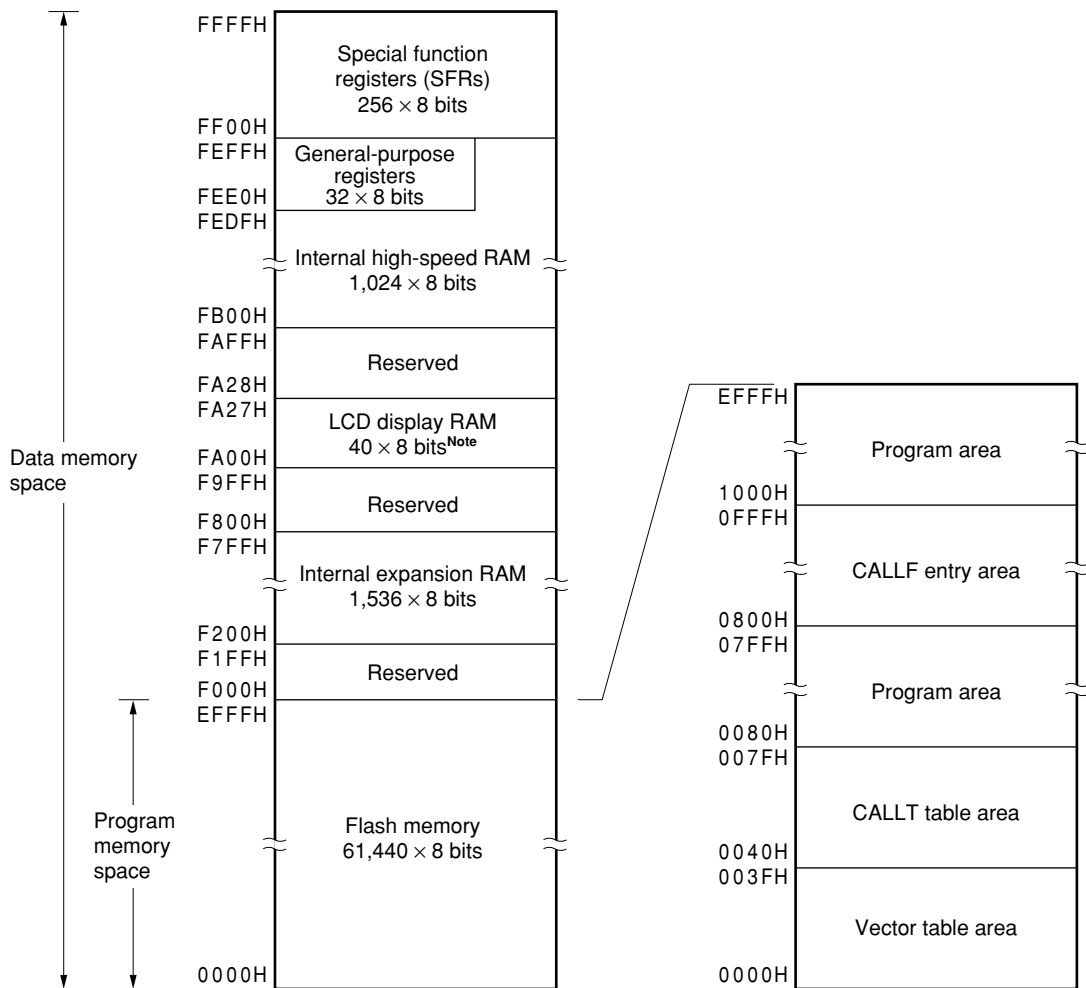 FFFFH
Special function
registers (SFRs)
256 × 8 bits
FF00H
FEFFH
General-purpose
registers
32 × 8 bits
FEE0H
FEDFH
Internal high-speed RAM
1,024 × 8 bits
FB00H
FAFFH
Reserved
FA28H
FA27H
LCD display RAM
40 × 8 bitsNote
FA00H
F9FFH
Reserved
F800H
F7FFH
Internal expansion RAM
1,536 × 8 bits
F200H
F1FFH
Reserved
F000H
EFFFH
Flash memory
61,440 × 8 bits
0000H
Data memory
space
Program
memory
space
EFFFH
Program area
1000H
0FFFH
CALLF entry area
0800H
07FFH
Program area
0080H
007FH
CALLT table area
0040H
003FH
Vector table area
0000H